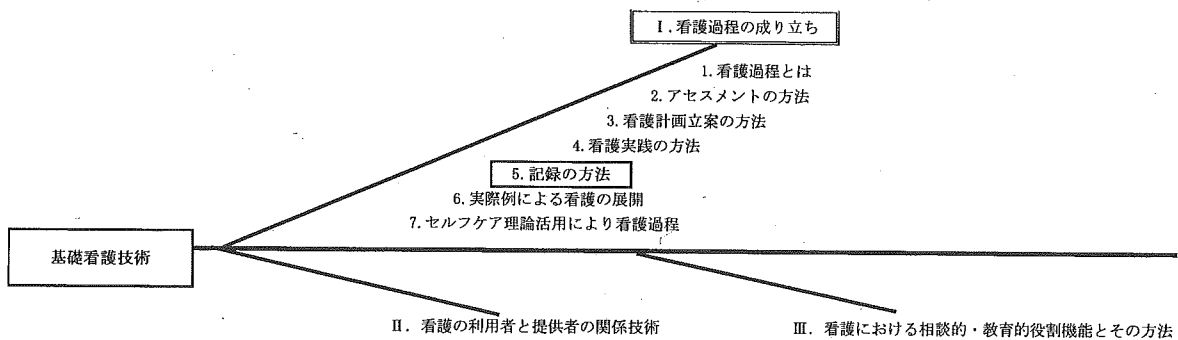 I.看護過程の成り立ち
1.看護過程とは
2.アセスメントの方法
3.看護計画立案の方法
4.看護実践の方法
5.記録の方法
6.実際例による看護の展開
7.セルフケア理論活用により看護過程
基礎看護技術
II. 看護の利用者と提供者の関係技術
III. 看護における相談的・教育的役割機能とその方法